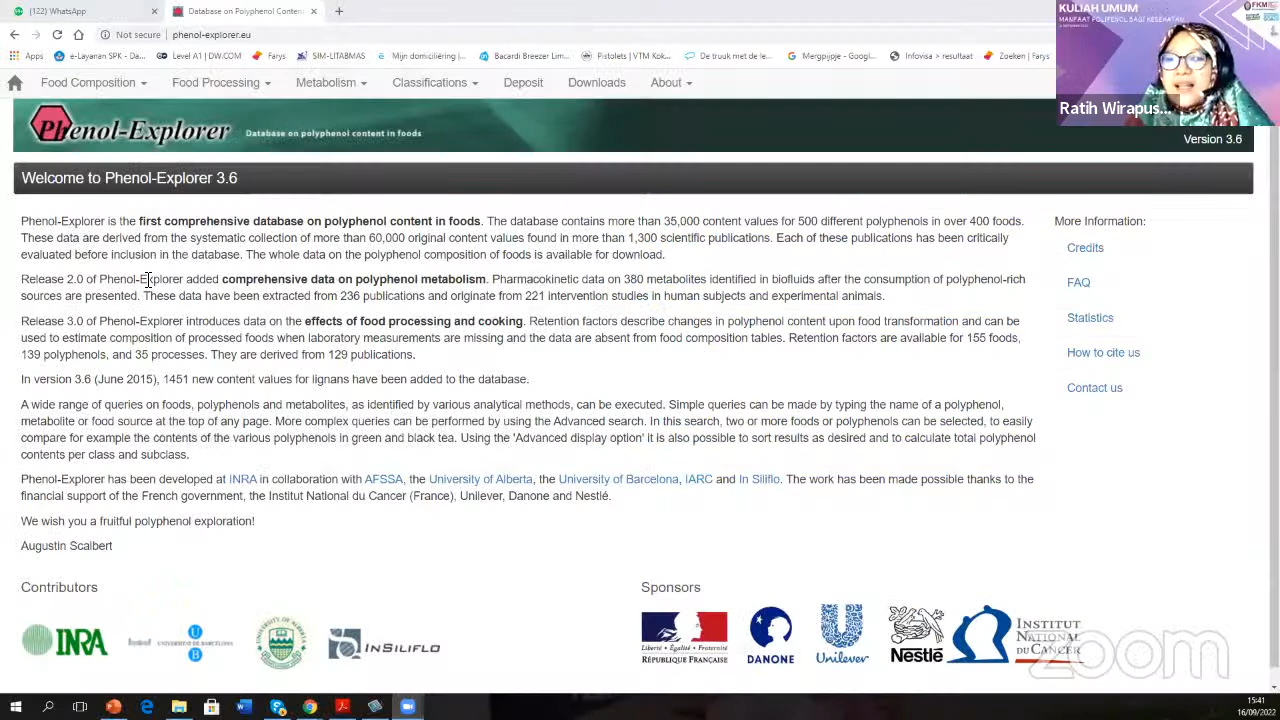 (122) WhatsApp
Database on Polyphenol Conten
Not secure | phenol-explorer.eu
Apps
e-Layanan SPK - Da...
Level A1 | DW.COM
Farys
SIM-LITABMAS
Mijn domiciliëring |...
Bacardi Breezer Lim...
Pistolets | VTM Kok...
De truuk met de le...
Mergpijpje - Googl...
Infovisa > resultaat
Zoeken | Farys
KULIAH UMUM
MANFAAT POLIFENOL BAGI KESEHATAN
FKM
Ratih Wirapus...
Food Composition
Food Processing
Metabolism
Classifications
Deposit
Downloads
About
Phenol-Explorer
Database on polyphenol content in foods
Version 3.6
Welcome to Phenol-Explorer 3.6
Phenol-Explorer is the first comprehensive database on polyphenol content in foods. The database contains more than 35,000 content values for 500 different polyphenols in over 400 foods.
These data are derived from the systematic collection of more than 60,000 original content values found in more than 1,300 scientific publications. Each of these publications has been critically
evaluated before inclusion in the database. The whole data on the polyphenol composition of foods is available for download.
Release 2.0 of Phenol-Explorer added comprehensive data on polyphenol metabolism. Pharmacokinetic data on 380 metabolites identified in biofluids after the consumption of polyphenol-rich
sources are presented. These data have been extracted from 236 publications and originate from 221 intervention studies in human subjects and experimental animals.
Release 3.0 of Phenol-Explorer introduces data on the effects of food processing and cooking. Retention factors describe changes in polyphenol content upon food transformation and can be
used to estimate composition of processed foods when laboratory measurements are missing and the data are absent from food composition tables. Retention factors are available for 155 foods,
139 polyphenols, and 35 processes. They are derived from 129 publications.
In version 3.6 (June 2015), 1451 new content values for lignans have been added to the database.
A wide range of queries on foods, polyphenols and metabolites, as identified by various analytical methods, can be executed. Simple queries can be made by typing the name of a polyphenol,
metabolite or food source at the top of any page. More complex queries can be performed by using the Advanced search. In this search, two or more foods or polyphenols can be selected, to easily
compare for example the contents of the various polyphenols in green and black tea. Using the 'Advanced display option' it is also possible to sort results as desired and to calculate total polyphenol
contents per class and subclass.
Phenol-Explorer has been developed at INRA in collaboration with AFSSA, the University of Alberta, the University of Barcelona, IARC and In Siliflo. The work has been made possible thanks to the
financial support of the French government, the Institut National du Cancer (France), Unilever, Danone and Nestlé.
We wish you a fruitful polyphenol exploration!
Augustin Scalbert
More Information:
Credits
FAQ
Statistics
How to cite us
Contact us
Contributors
INRA
UNIVERSITAT DE BARCELONA
U
B
INSILIFLO
Sponsors
Liberté • Égalité • Fraternité
RÉPUBLIQUE FRANÇAISE
DANONE
Unilever
Nestlé
INSTITUT
NATIONAL
DU CANCER
zoom
15:41
16/09/2022